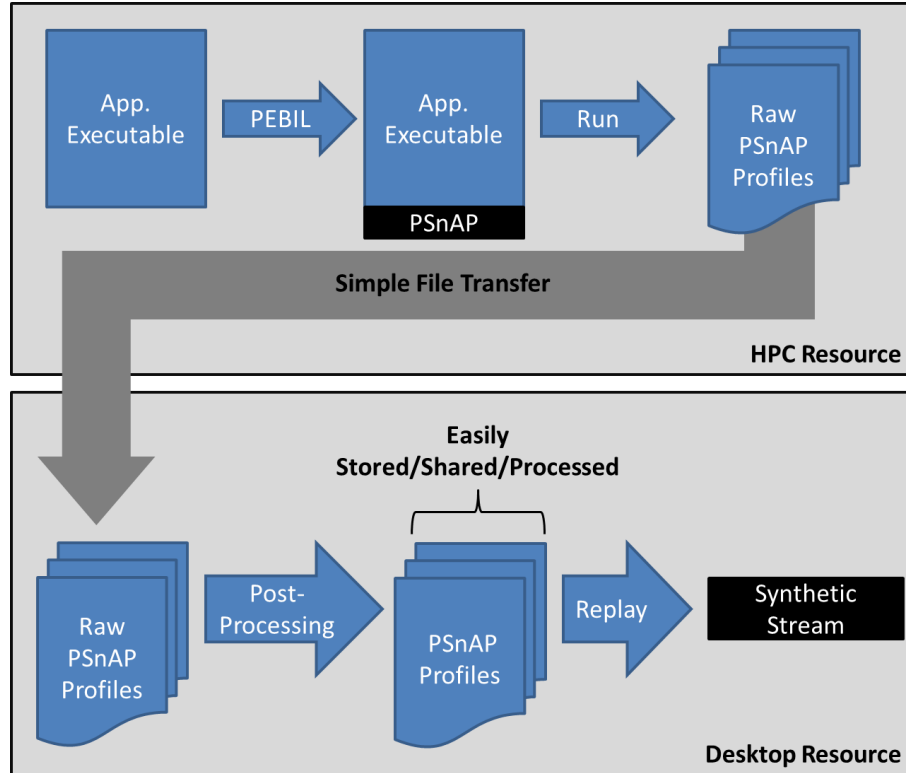 App.
Executable
PEBIL
App.
Executable
PSnAP
Run
Raw
PSnAP
Profiles
Simple File Transfer
HPC Resource
Easily
Stored/Shared/Processed
Raw
PSnAP
Profiles
Post-
Processing
PSnAP
Profiles
Replay
Synthetic
Stream
Desktop Resource